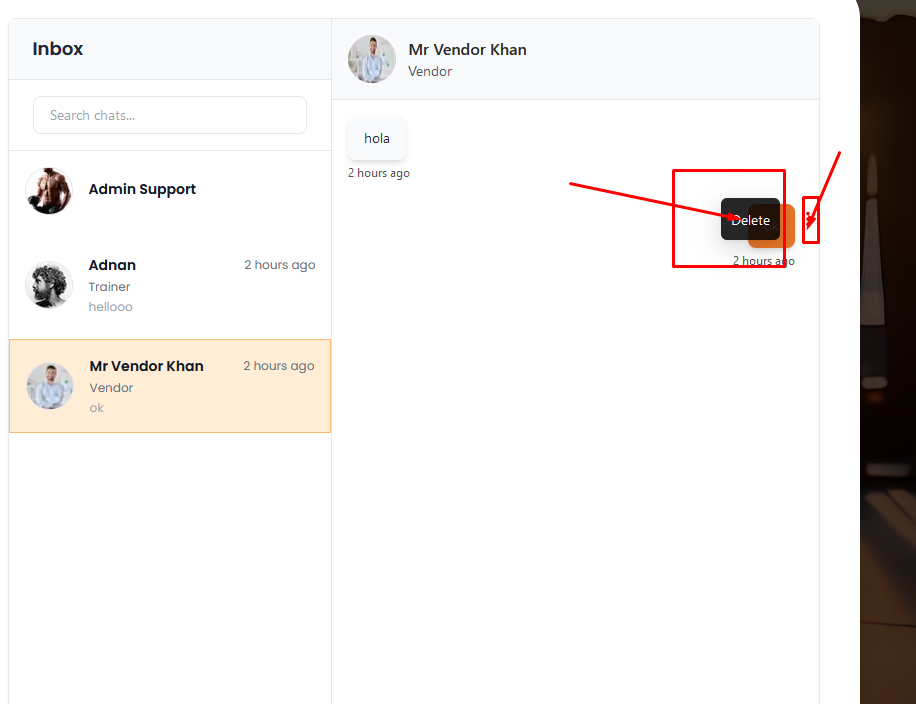 Inbox
Search chats...
Admin Support
Adnan
2 hours ago
Trainer
hellooo
Mr Vendor Khan
2 hours ago
Vendor
ok
Mr Vendor Khan
Vendor
hola
2 hours ago
Delete
2 hours ago